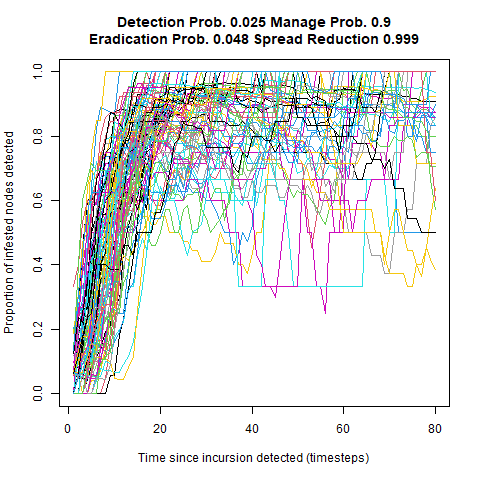 Detection Prob. 0.025 Manage Prob. 0.9
Eradication Prob. 0.048 Spread Reduction 0.999
Proportion of infested nodes detected
1.0
0.8
0.6
0.4
0.2
0.0
0 20 40 60 80
Time since incursion detected (timesteps)